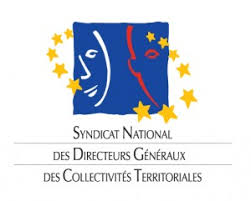 SYNDICAT NATIONAL
DES DIRECTEURS GÉNÉRAUX
DES COLLECTIVITÉS TERRITORIALES